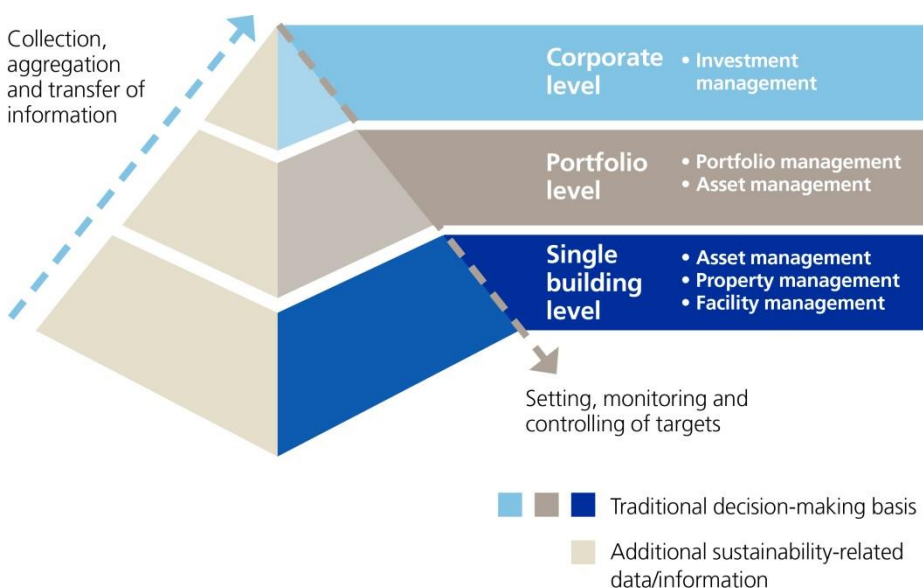 Collection,
aggregation
and transfer of
information
Corporate
level
• Investment
management
Portfolio
level
• Portfolio management
• Asset management
Single
building
level
• Asset management
• Property management
• Facility management
Setting, monitoring and
controlling of targets
Traditional decision-making basis
Additional sustainability-related
data/information